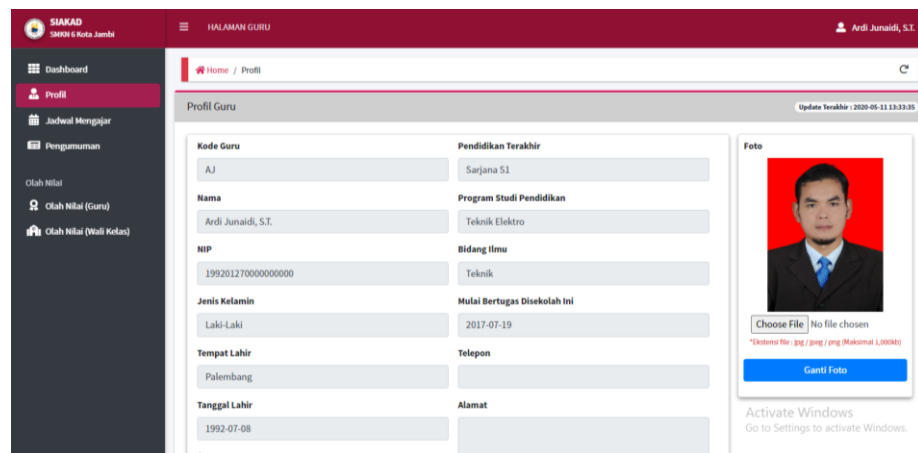 SIAKAD
SMKN 6 Kota Jambi
HALAMAN GURU
Ardi Junaidi, S.T.
Dashboard
Profil
Jadwal Mengajar
Pengumuman
Olah Nilai
Olah Nilai (Guru)
Olah Nilai (Wali Kelas)
Home / Profil
Profil Guru
Update Terakhir : 2020-05-11 13:33:35
Kode Guru
AJ
Nama
Ardi Junaidi, S.T.
NIP
199201270000000000
Jenis Kelamin
Laki-Laki
Tempat Lahir
Palembang
Tanggal Lahir
1992-07-08
Pendidikan Terakhir
Sarjana S1
Program Studi Pendidikan
Teknik Elektro
Bidang Ilmu
Teknik
Mulai Bertugas Disekolah Ini
2017-07-19
Telepon
Alamat
Foto
Choose File No file chosen
*Ekstensi file : jpg / jpeg / png (Maksimal 1,000kb)
Ganti Foto
Activate Windows
Go to Settings to activate Windows.